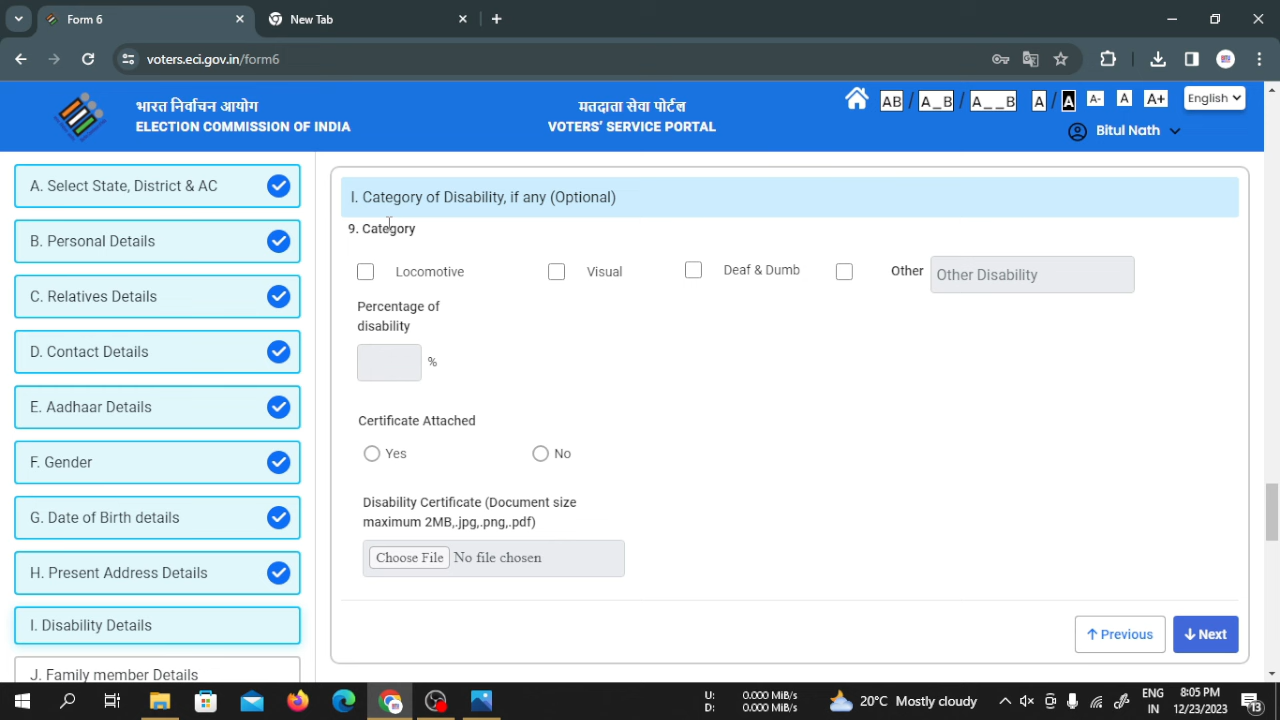 Form 6
New Tab
voters.eci.gov.in/form6
भारत निर्वाचन आयोग
ELECTION COMMISSION OF INDIA
मतदाता सेवा पोर्टल
VOTERS' SERVICE PORTAL
AB / A_B / A__B A / A A- A A+ English
Bitul Nath
A. Select State, District & AC
B. Personal Details
C. Relatives Details
D. Contact Details
E. Aadhaar Details
F. Gender
G. Date of Birth details
H. Present Address Details
I. Disability Details
J. Family member Details
I. Category of Disability, if any (Optional)
9. Category
Locomotive Visual Deaf & Dumb Other Other Disability
Percentage of
disability
%
Certificate Attached
Yes No
Disability Certificate (Document size
maximum 2MB,.jpg,.png,.pdf)
Choose File No file chosen
Previous Next
U: 0.000 MiB/s
D: 0.000 MiB/s
20°C Mostly cloudy
ENG
IN
8:05 PM
12/23/2023
13